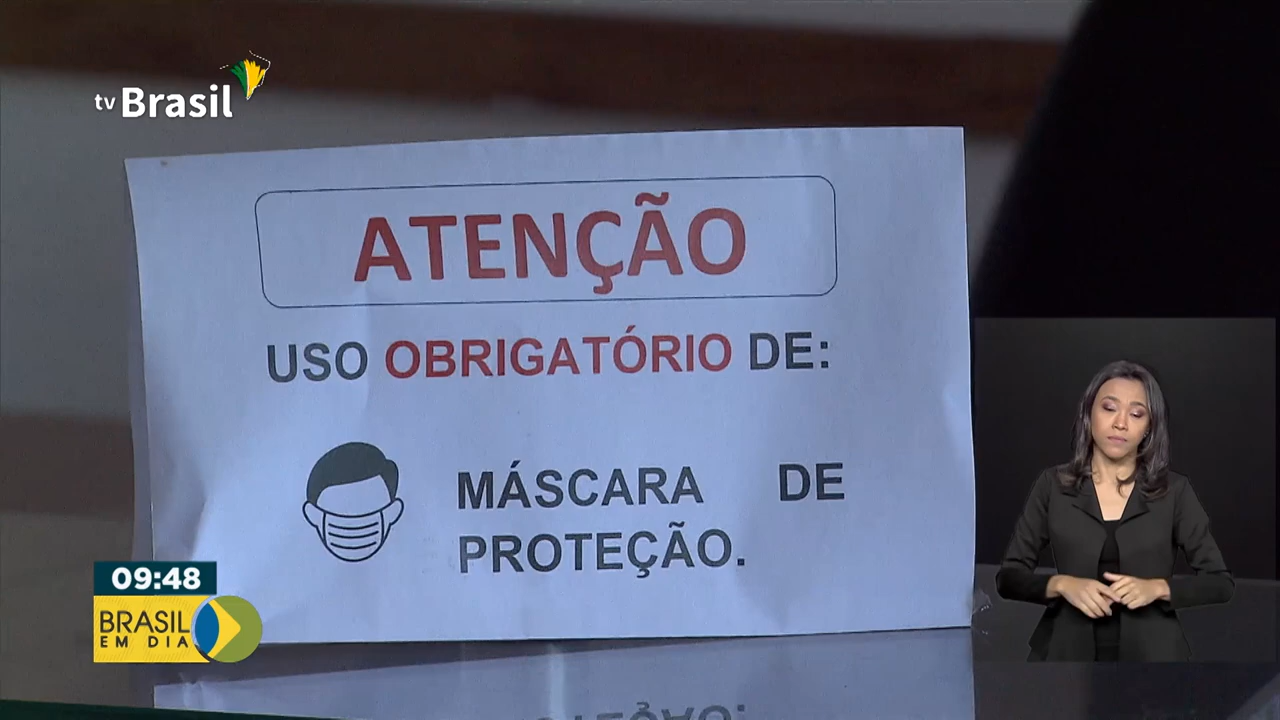 tv Brasil
ATENÇÃO
USO OBRIGATÓRIO DE:
MÁSCARA DE
PROTEÇÃO.
09:48
BRASIL
EM DIA